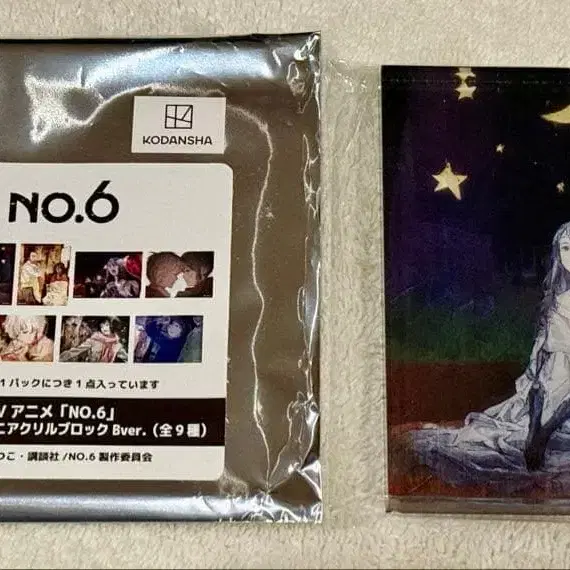 KODANSHA
NO.6
1パックにつき1点入っています
アニメ「NO.6」
ニアクリルブロック Bver.（全9種）
つこ・講談社/NO.6製作委員会